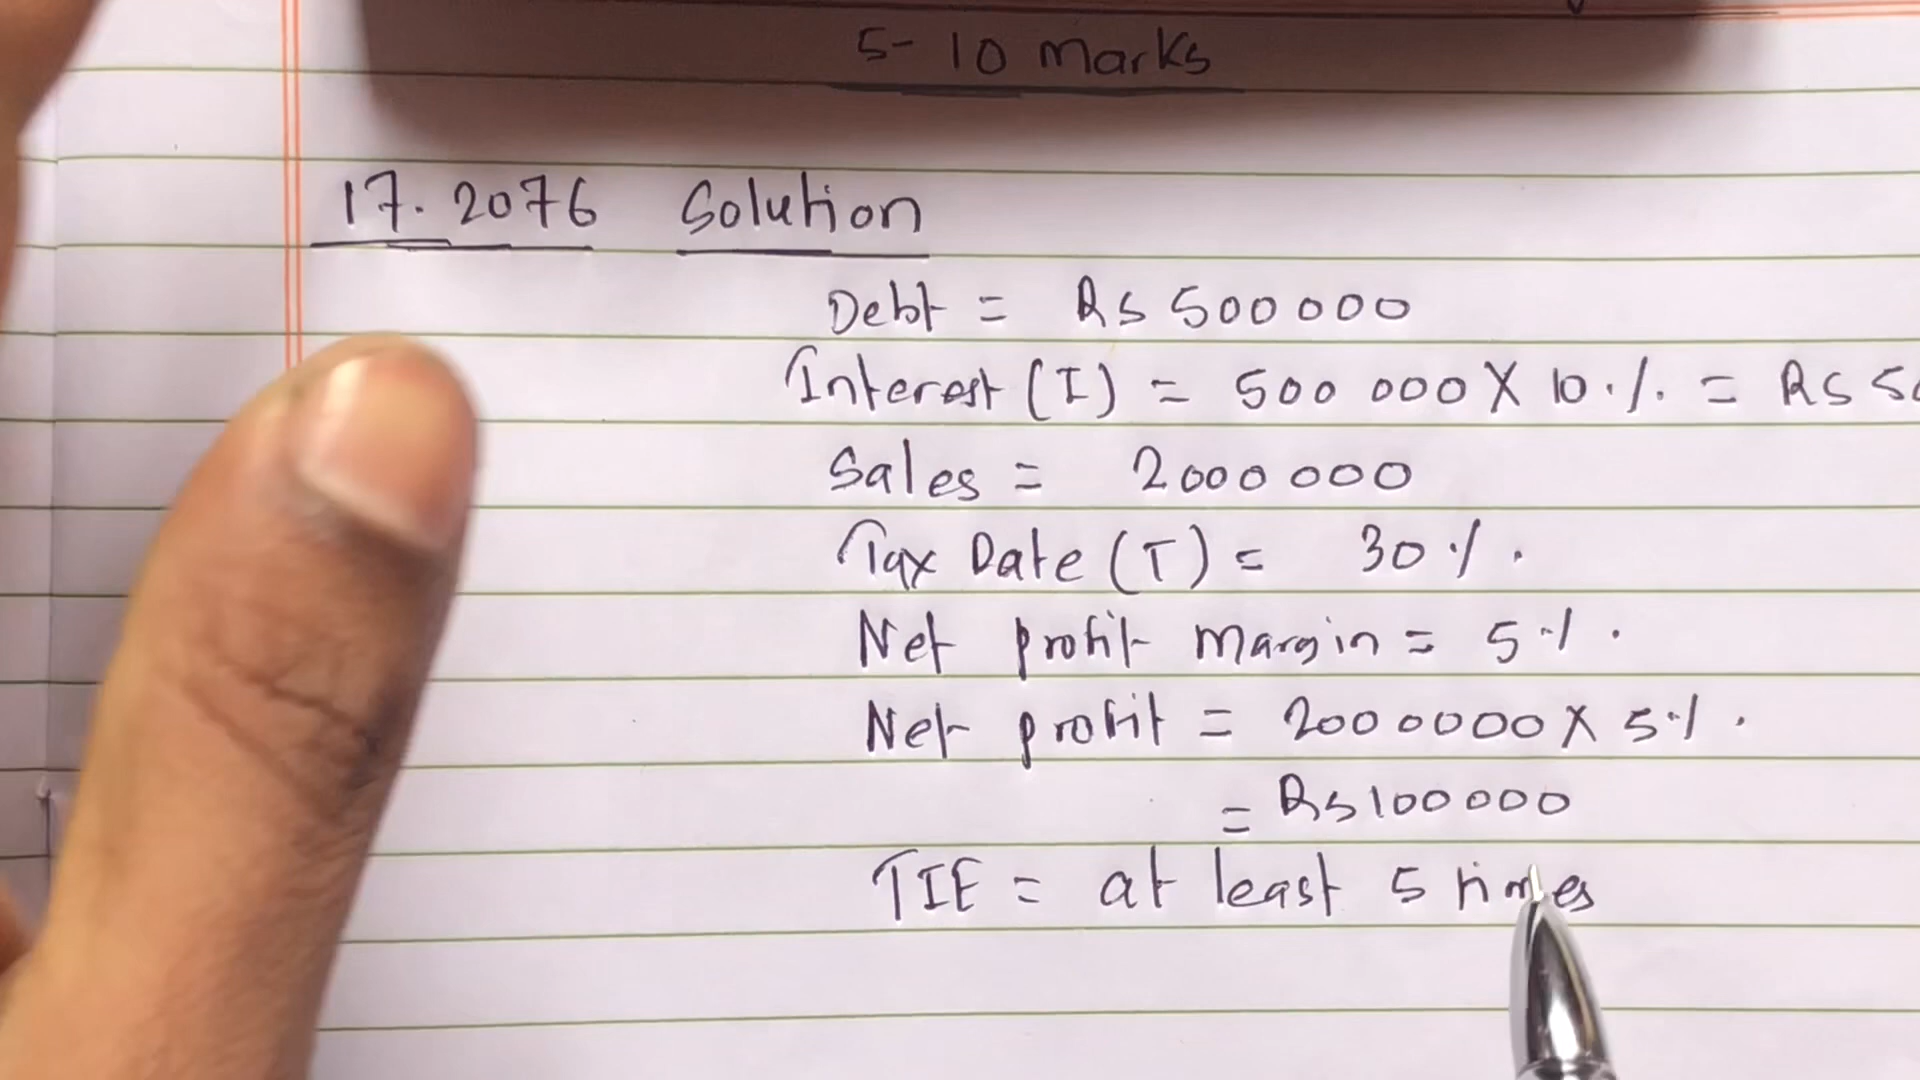 5-10 Marks
17. 2076 Solution
Debt = Rs 500000
Interest (I) = 500 000 X 10 % = Rs 50
Sales = 2000 000
Tax Date (T) = 30 %.
Net profit Margin = 5 %.
Net profit = 2000000 X 5 %.
= Rs 100000
TIE = at least 5 times